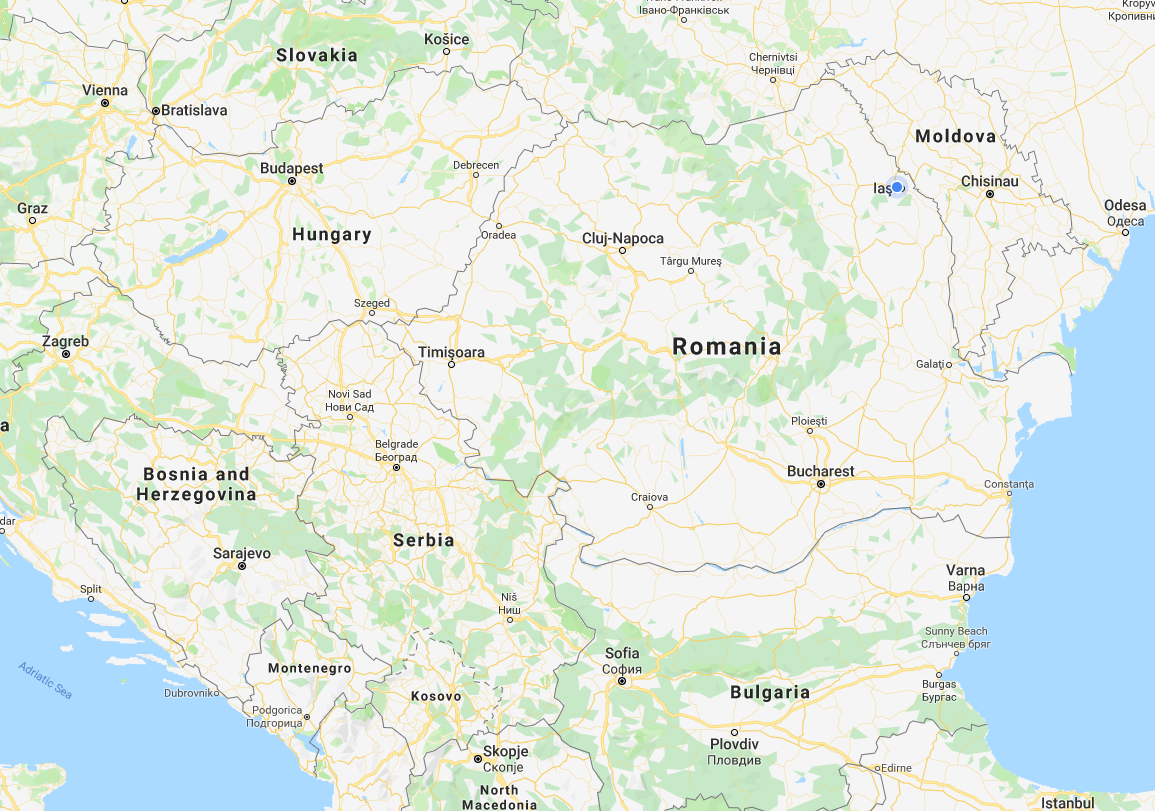 Івано-Франківськ
Кропивни
Košice
Slovakia
Chernivtsi
Чернівці
Vienna
Bratislava
Moldova
Debrecen
Budapest
Chisinau
Iaș
Graz
Odesa
Одеса
Hungary
Oradea
Cluj-Napoca
Târgu Mureș
Szeged
Zagreb
Timișoara
Romania
Galați
Novi Sad
Нови Сад
a
Ploiești
Belgrade
Београд
Bosnia and
Herzegovina
Bucharest
Craiova
Constanța
dar
Serbia
Sarajevo
Varna
Варна
Split
Niš
Ниш
Sunny Beach
Слънчев бряг
Sofia
София
Montenegro
Adriatic Sea
Dubrovnik
Kosovo
Burgas
Бургас
Bulgaria
Podgorica
Подгорица
Plovdiv
Пловдив
Skopje
Скопје
Edirne
North
Macedonia
Istanbul